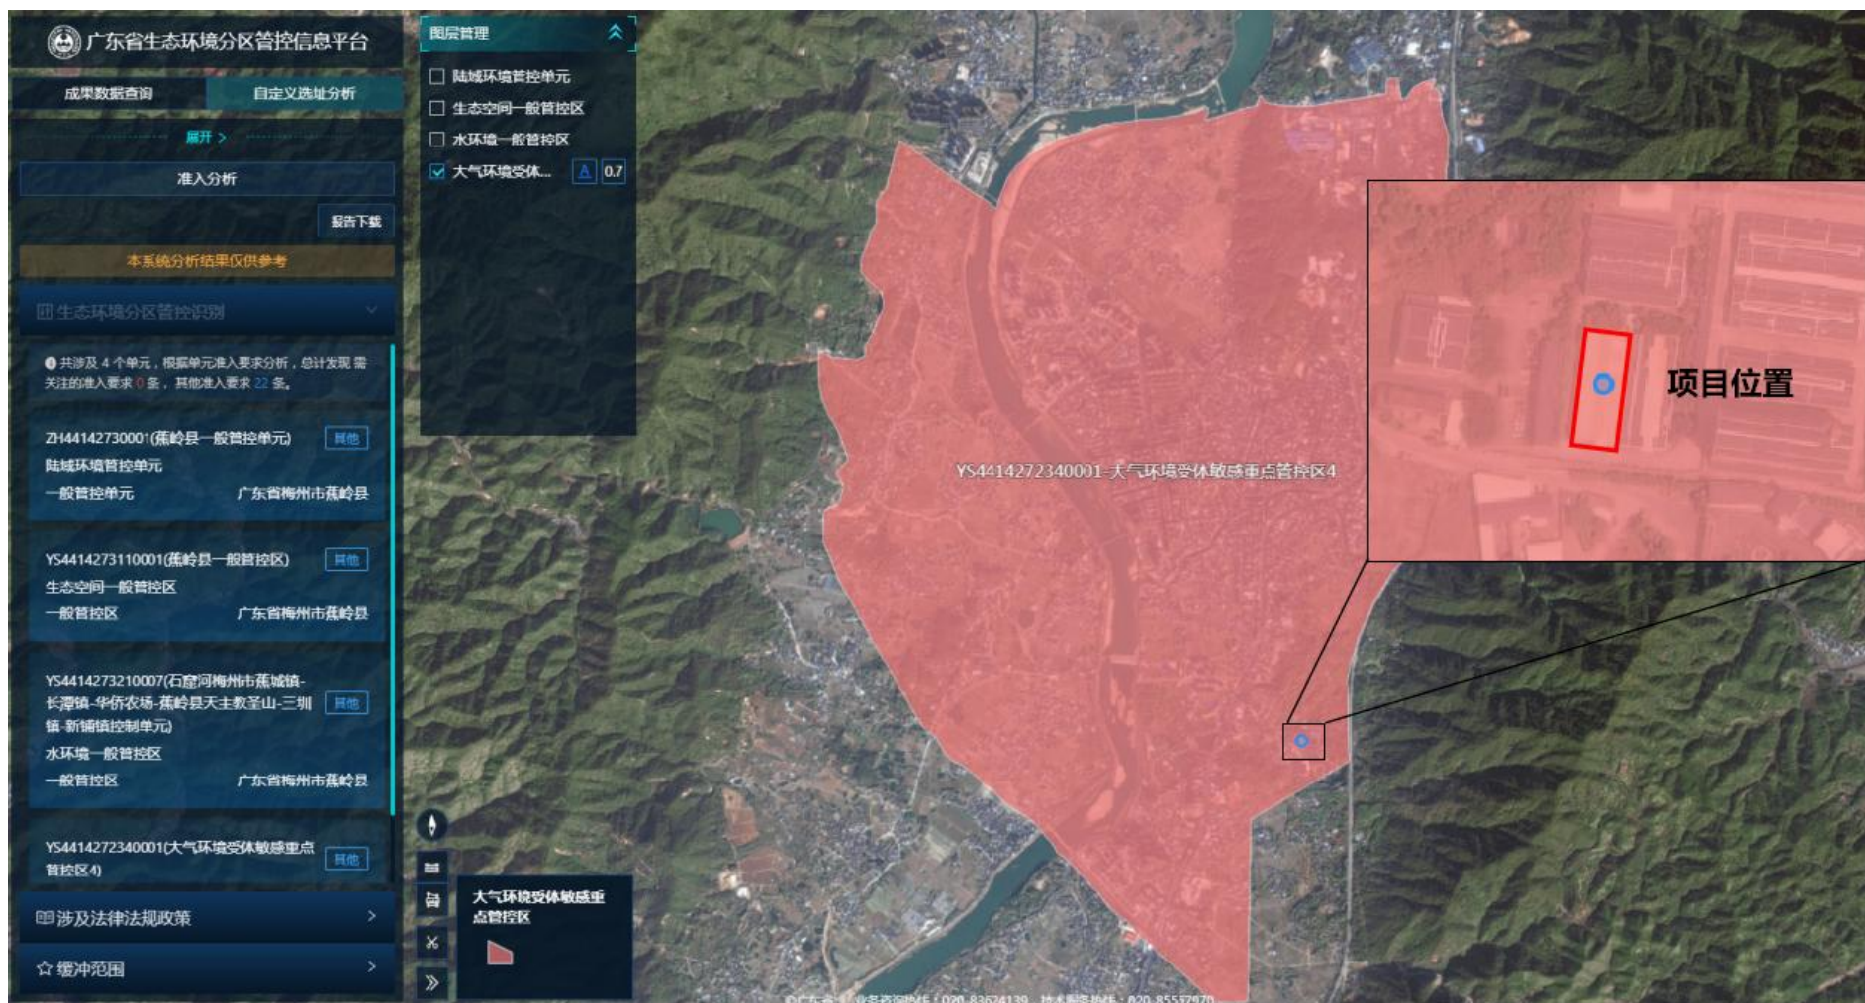 广东省生态环境分区管控信息平台
成果数据查询
自定义选址分析
展开 >
准入分析
报告下载
本系统分析结果仅供参考
生态环境分区管控识别
共涉及 4 个单元，根据单元准入要求分析，总计发现 需
关注的准入要求 0 条，其他准入要求 22 条。
ZH44142730001(蕉岭县一般管控单元)
其他
陆域环境管控单元
一般管控单元
广东省梅州市蕉岭县
YS4414273110001(蕉岭县一般管控区)
其他
生态空间一般管控区
一般管控区
广东省梅州市蕉岭县
YS4414273210007(石窟河梅州市蕉城镇-
长潭镇-华侨农场-蕉岭县天主教圣山-三圳
镇-新铺镇控制单元)
其他
水环境一般管控区
一般管控区
广东省梅州市蕉岭县
YS4414272340001(大气环境受体敏感重点
管控区4)
其他
涉及法律法规政策
缓冲范围
图层管理
陆域环境管控单元
生态空间一般管控区
水环境一般管控区
大气环境受体...
A
0.7
大气环境受体敏感重
点管控区
YS4414272340001-大气环境受体敏感重点管控区4
项目位置
业务咨询热线：020-83624139 技术服务热线：020-85557970